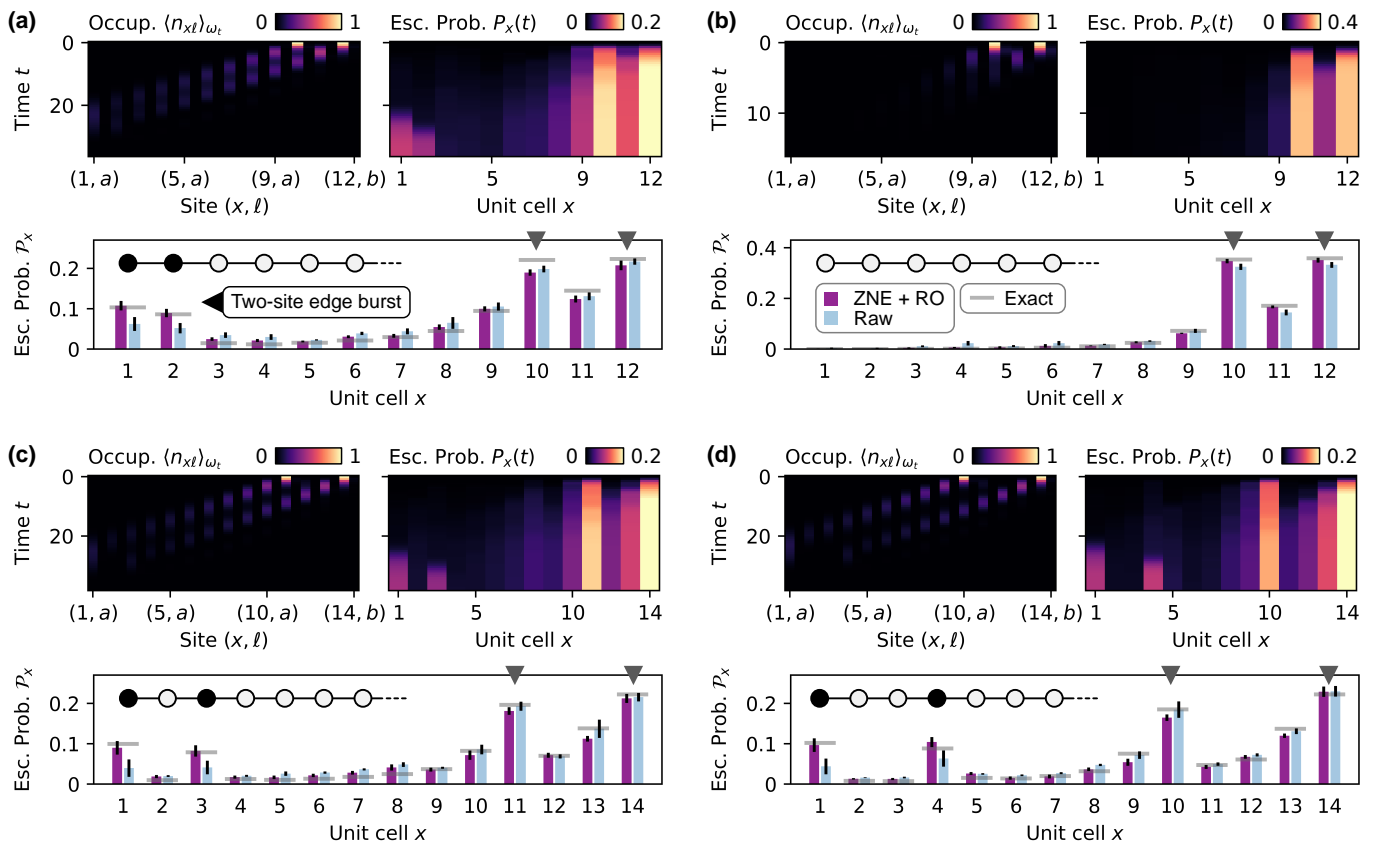 (a)
Occup. ⟨n_{xℓ}⟩_{ω_t} 0 1
Esc. Prob. P_x(t) 0 0.2
Time t
0
20
(1, a) (5, a) (9, a) (12, b)
Site (x, ℓ)
1 5 9 12
Unit cell x
Esc. Prob. 𝒫_x
0.2
0.1
0
Two-site edge burst
1 2 3 4 5 6 7 8 9 10 11 12
Unit cell x
(b)
Occup. ⟨n_{xℓ}⟩_{ω_t} 0 1
Esc. Prob. P_x(t) 0 0.4
Time t
0
10
(1, a) (5, a) (9, a) (12, b)
Site (x, ℓ)
1 5 9 12
Unit cell x
Esc. Prob. 𝒫_x
0.4
0.2
0
ZNE + RO
Raw
Exact
1 2 3 4 5 6 7 8 9 10 11 12
Unit cell x
(c)
Occup. ⟨n_{xℓ}⟩_{ω_t} 0 1
Esc. Prob. P_x(t) 0 0.2
Time t
0
20
(1, a) (5, a) (10, a) (14, b)
Site (x, ℓ)
1 5 10 14
Unit cell x
Esc. Prob. 𝒫_x
0.2
0.1
0
1 2 3 4 5 6 7 8 9 10 11 12 13 14
Unit cell x
(d)
Occup. ⟨n_{xℓ}⟩_{ω_t} 0 1
Esc. Prob. P_x(t) 0 0.2
Time t
0
20
(1, a) (5, a) (10, a) (14, b)
Site (x, ℓ)
1 5 10 14
Unit cell x
Esc. Prob. 𝒫_x
0.2
0.1
0
1 2 3 4 5 6 7 8 9 10 11 12 13 14
Unit cell x